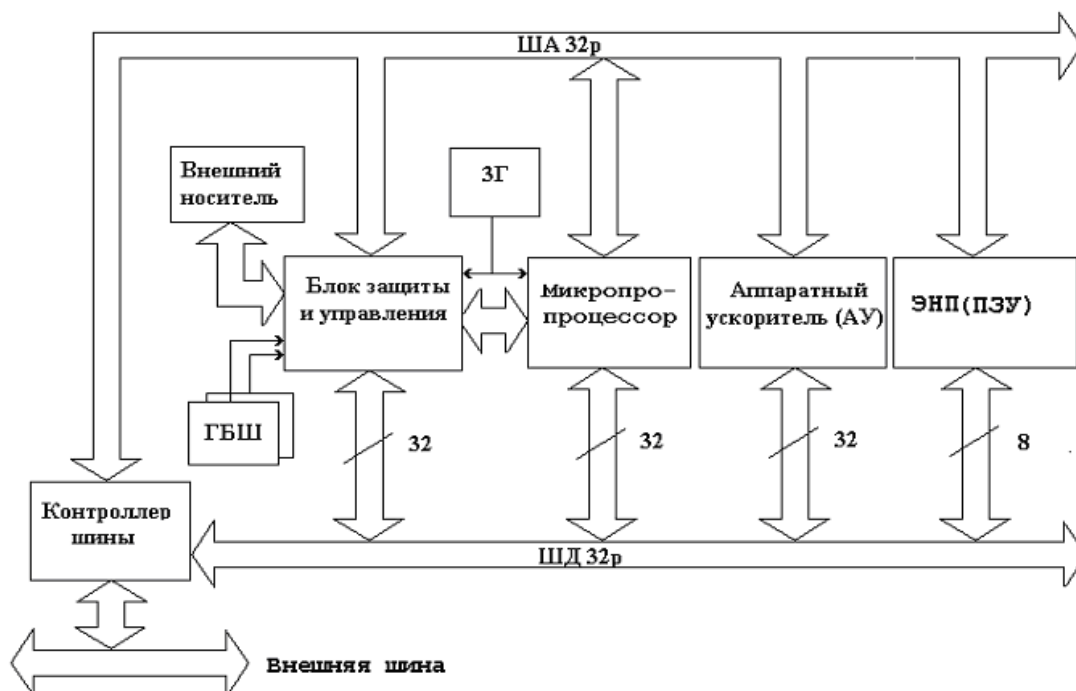 ША 32р
Внешний
носитель
ЗГ
Блок защиты
и управления
микропро-
процессор
Аппаратный
ускоритель (АУ)
ЭНП(ПЗУ)
ГБШ
32
32
32
8
Контроллер
шины
ШД 32р
Внешняя шина